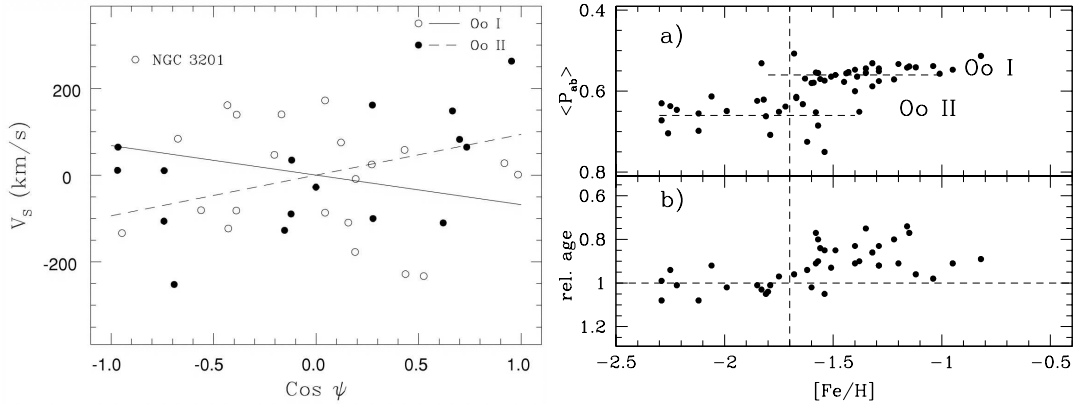 Oo I
Oo II
NGC 3201
200
0
-200
V_S (km/s)
-1.0 -0.5 0.0 0.5 1.0
Cos ψ
a)
Oo I
Oo II
0.4
0.6
0.8
<P_ab>
b)
0.6
0.8
1
1.2
rel. age
−2.5 −2 −1.5 −1 −0.5
[Fe/H]